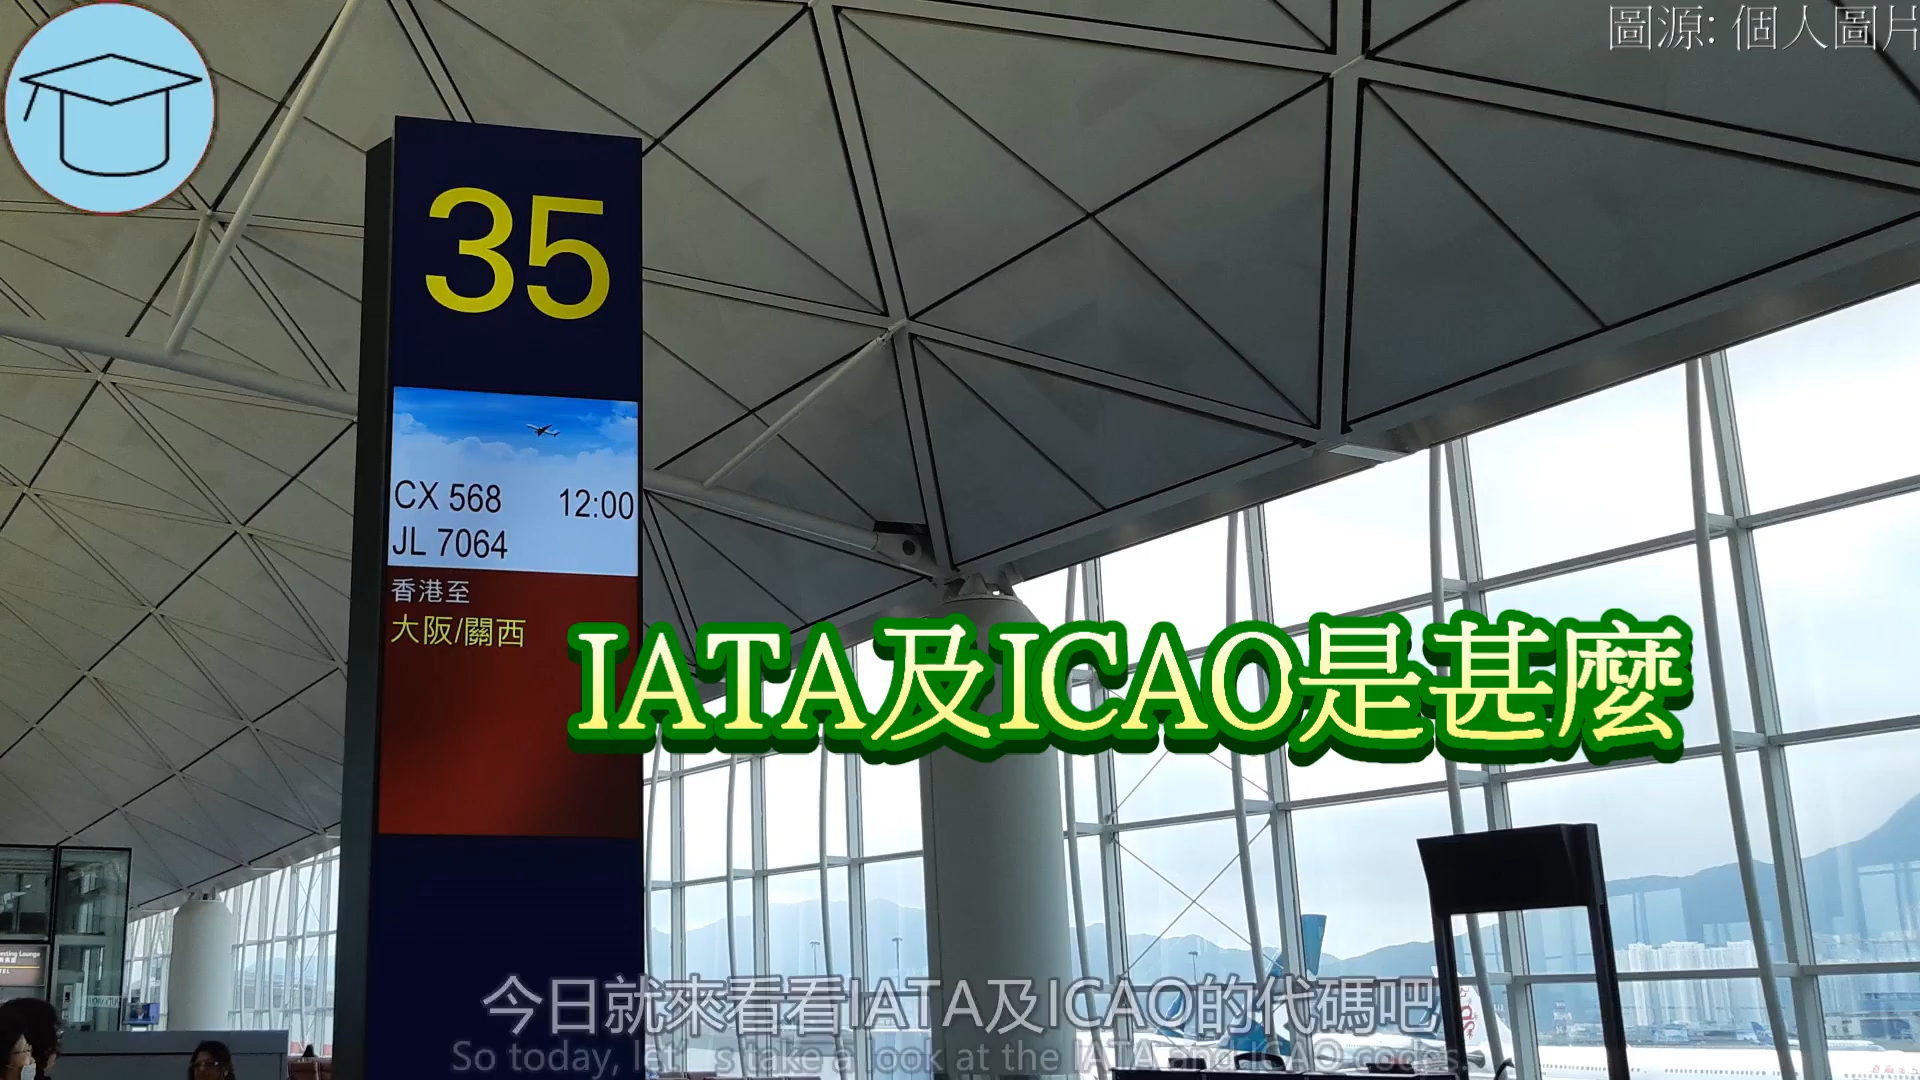 圖源: 個人圖片
35
CX 568 12:00
JL 7064
香港至
大阪/關西
IATA及ICAO是甚麼
今日就來看看IATA及ICAO的代碼吧
So today, let's take a look at the IATA and ICAO codes.